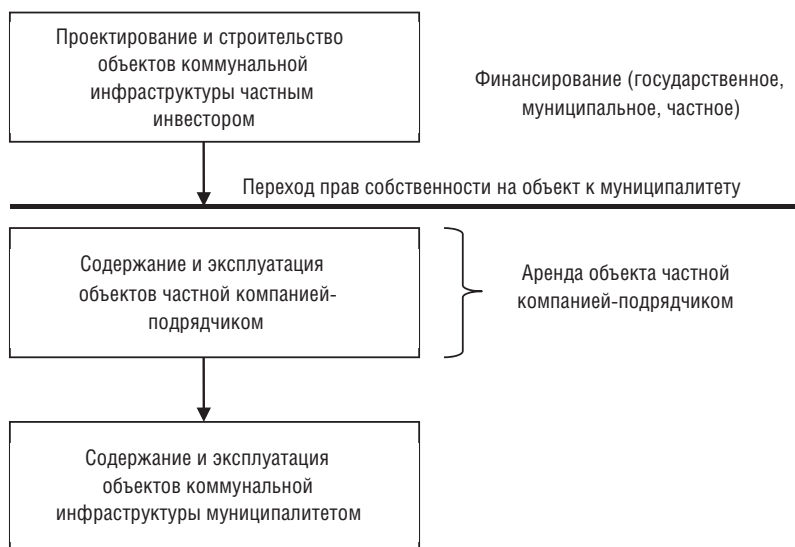 Проектирование и строительство
объектов коммунальной
инфраструктуры частным
инвестором
Финансирование (государственное,
муниципальное, частное)
Переход прав собственности на объект к муниципалитету
Содержание и эксплуатация
объектов частной компанией-
подрядчиком
Аренда объекта частной
компанией-подрядчиком
Содержание и эксплуатация
объектов коммунальной
инфраструктуры муниципалитетом